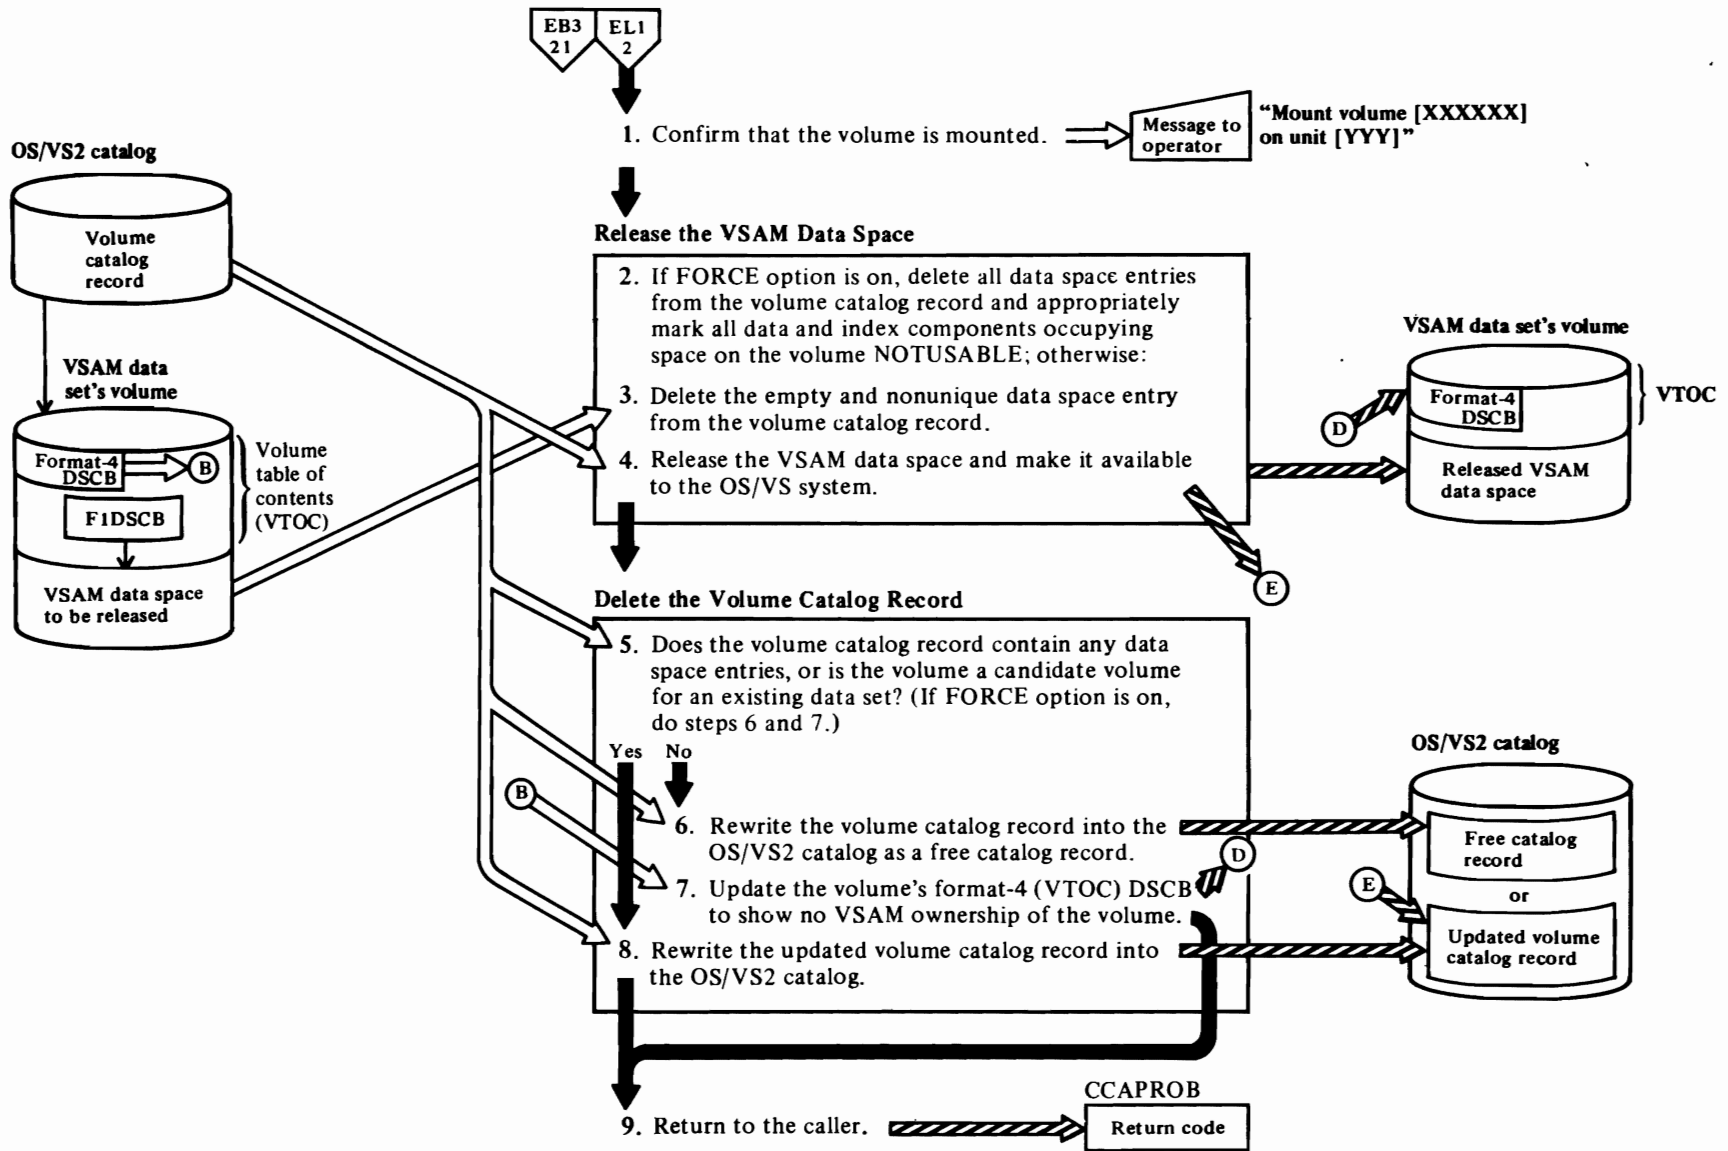 EB3
21
EL1
2
1. Confirm that the volume is mounted.
Message to
operator
“Mount volume [XXXXXX]
on unit [YYY]”
OS/VS2 catalog
Volume
catalog
record
VSAM data
set's volume
Format-4
DSCB
B
F1DSCB
Volume
table of
contents
(VTOC)
VSAM data space
to be released
Release the VSAM Data Space
2. If FORCE option is on, delete all data space entries
from the volume catalog record and appropriately
mark all data and index components occupying
space on the volume NOTUSABLE; otherwise:
3. Delete the empty and nonunique data space entry
from the volume catalog record.
4. Release the VSAM data space and make it available
to the OS/VS system.
VSAM data set's volume
Format-4
DSCB
VTOC
D
Released VSAM
data space
E
Delete the Volume Catalog Record
5. Does the volume catalog record contain any data
space entries, or is the volume a candidate volume
for an existing data set? (If FORCE option is on,
do steps 6 and 7.)
Yes No
B
6. Rewrite the volume catalog record into the
OS/VS2 catalog as a free catalog record.
D
7. Update the volume's format-4 (VTOC) DSCB
to show no VSAM ownership of the volume.
8. Rewrite the updated volume catalog record into
the OS/VS2 catalog.
OS/VS2 catalog
Free catalog
record
or
E
Updated volume
catalog record
9. Return to the caller.
CCAPROB
Return code